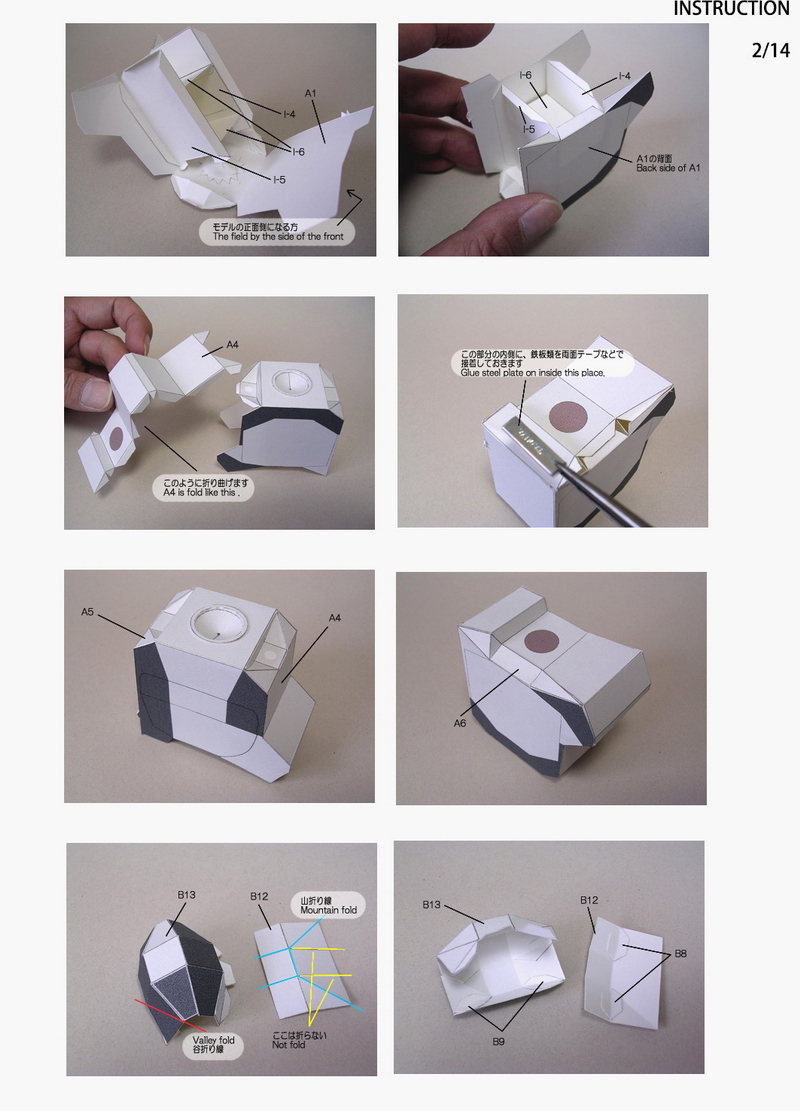 INSTRUCTION
2/14
A1
I-4
I-6
I-5
モデルの正面側になる方
The field by the side of the front
I-6
I-4
I-5
A1の背面
Back side of A1
A4
このように折り曲げます
A4 is fold like this .
この部分の内側に、鉄板類を両面テープなどで
接着しておきます
Glue steel plate on inside this place.
A5
A4
A6
B13
B12
山折り線
Mountain fold
Valley fold
谷折り線
ここは折らない
Not fold
B13
B12
B8
B9